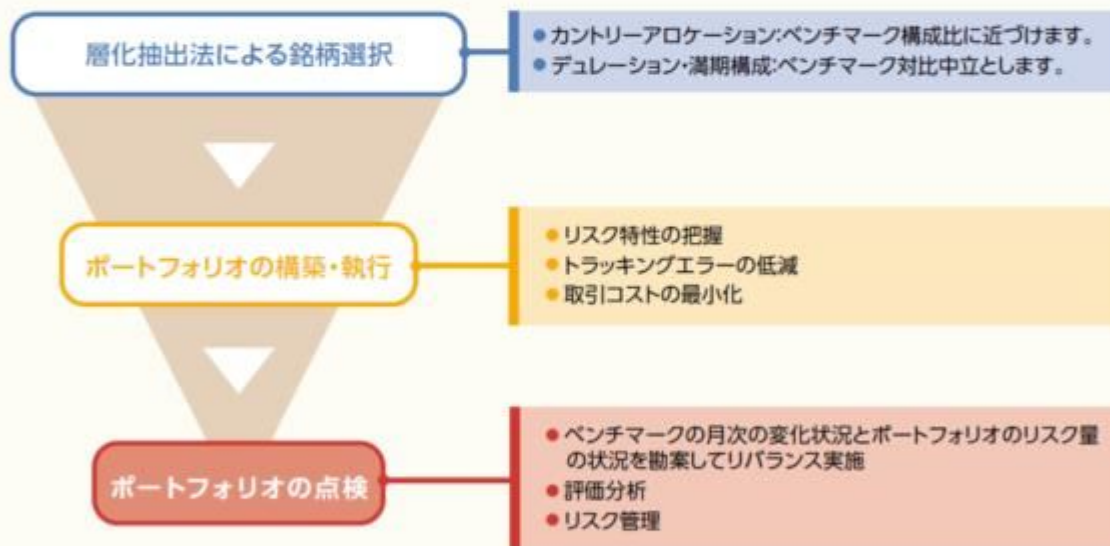 層化抽出法による銘柄選択
●カントリーアロケーション:ベンチマーク構成比に近づけます。
●デュレーション・満期構成:ベンチマーク対比中立とします。
ポートフォリオの構築・執行
●リスク特性の把握
●トラッキングエラーの低減
●取引コストの最小化
ポートフォリオの点検
●ベンチマークの月次の変化状況とポートフォリオのリスク量
の状況を勘案してリバランス実施
●評価分析
●リスク管理